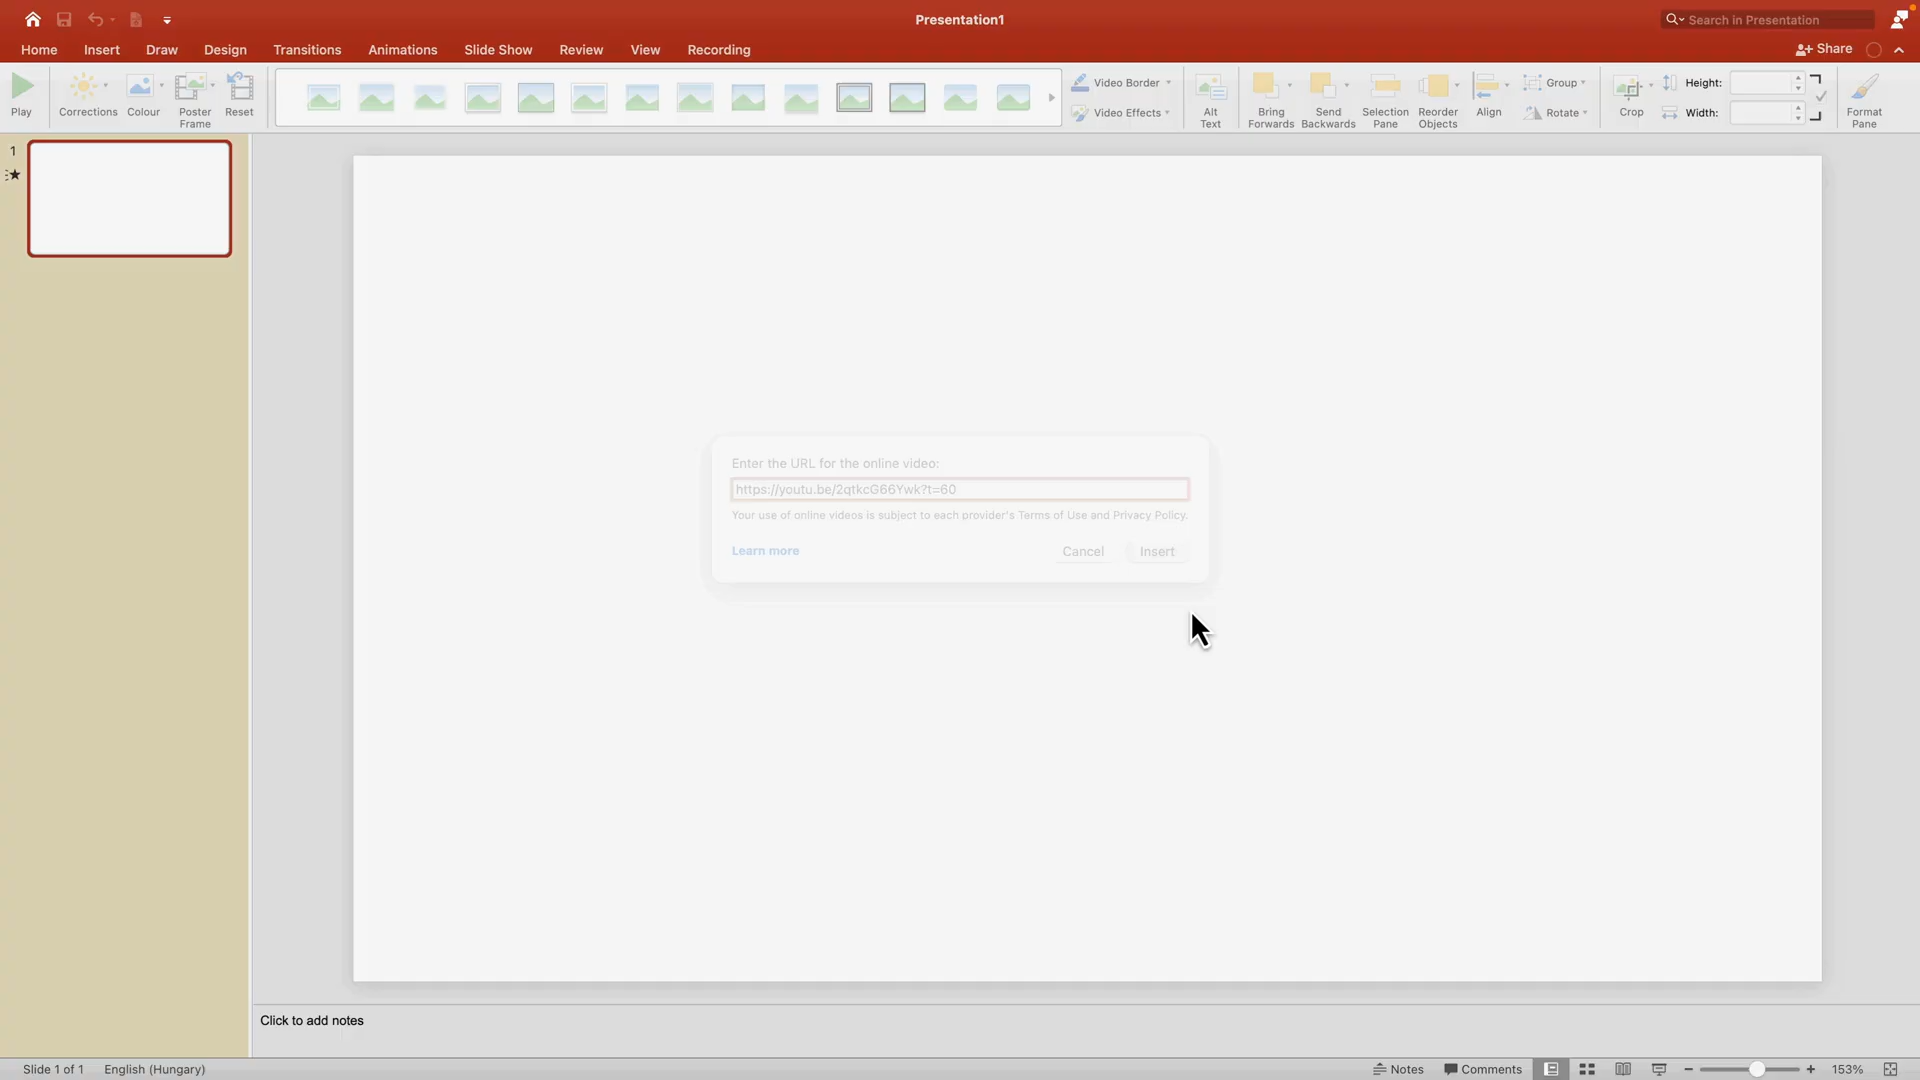 Presentation1
Search in Presentation
Home
Insert
Draw
Design
Transitions
Animations
Slide Show
Review
View
Recording
Share
Play
Corrections
Colour
Poster
Frame
Reset
Video Border
Video Effects
Alt
Text
Bring
Forwards
Send
Backwards
Selection
Pane
Reorder
Objects
Align
Group
Rotate
Crop
Height:
Width:
Format
Pane
1
Enter the URL for the online video:
https://youtu.be/2qtkcG66Ywk?t=60
Your use of online videos is subject to each provider's Terms of Use and Privacy Policy.
Learn more
Cancel
Insert
Click to add notes
Slide 1 of 1
English (Hungary)
Notes
Comments
153%